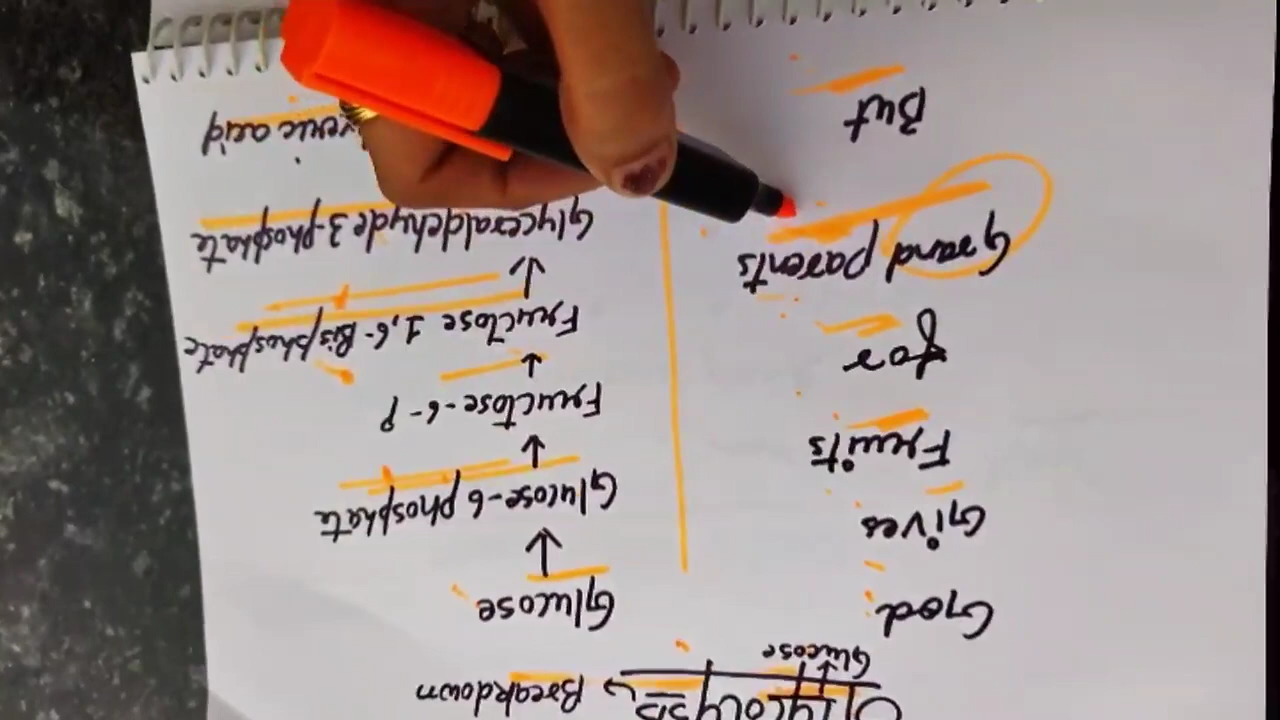 Glycolysis → Breakdown
Glucose
God
Gives
Fruits
for
Grand parents
But
Glucose
↓
Glucose-6 phosphate
↓
Fructose-6-P
↓
Fructose 1,6-Bisphosphate
↓
Glyceraldehyde 3-phosphate
acid